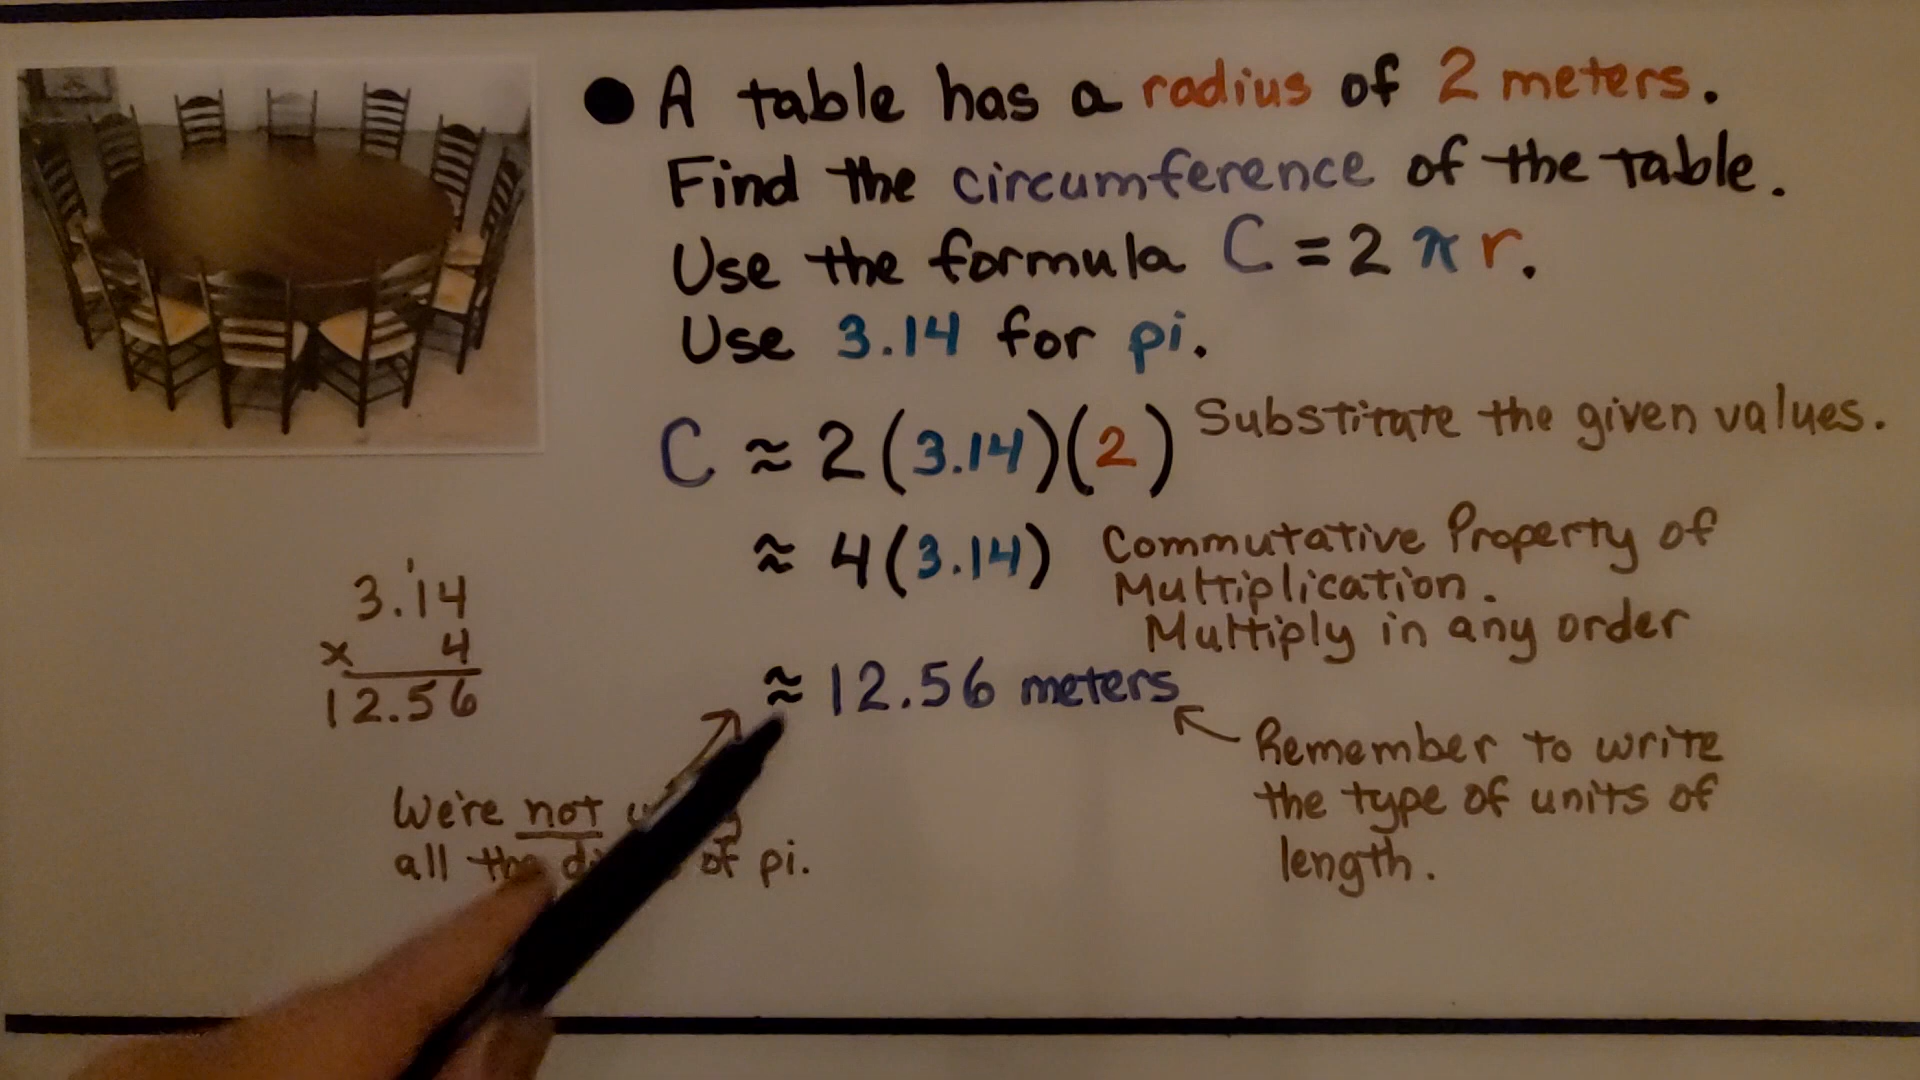 A table has a radius of 2 meters.
Find the circumference of the table.
Use the formula C = 2 π r.
Use 3.14 for pi.
C ≈ 2(3.14)(2) Substitute the given values.
≈ 4(3.14) Commutative Property of
Multiplication.
Multiply in any order
≈ 12.56 meters
1
3.14
x 4
12.56
We're not
all the of pi.
Remember to write
the type of units of
length.